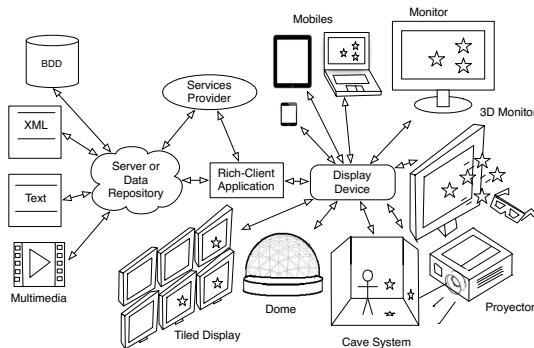 Mobiles
Monitor
BDD
Services
Provider
XML
3D Monitor
Server or
Data
Repository
Rich-Client
Application
Display
Device
Text
Multimedia
Tiled Display
Dome
Cave System
Proyector